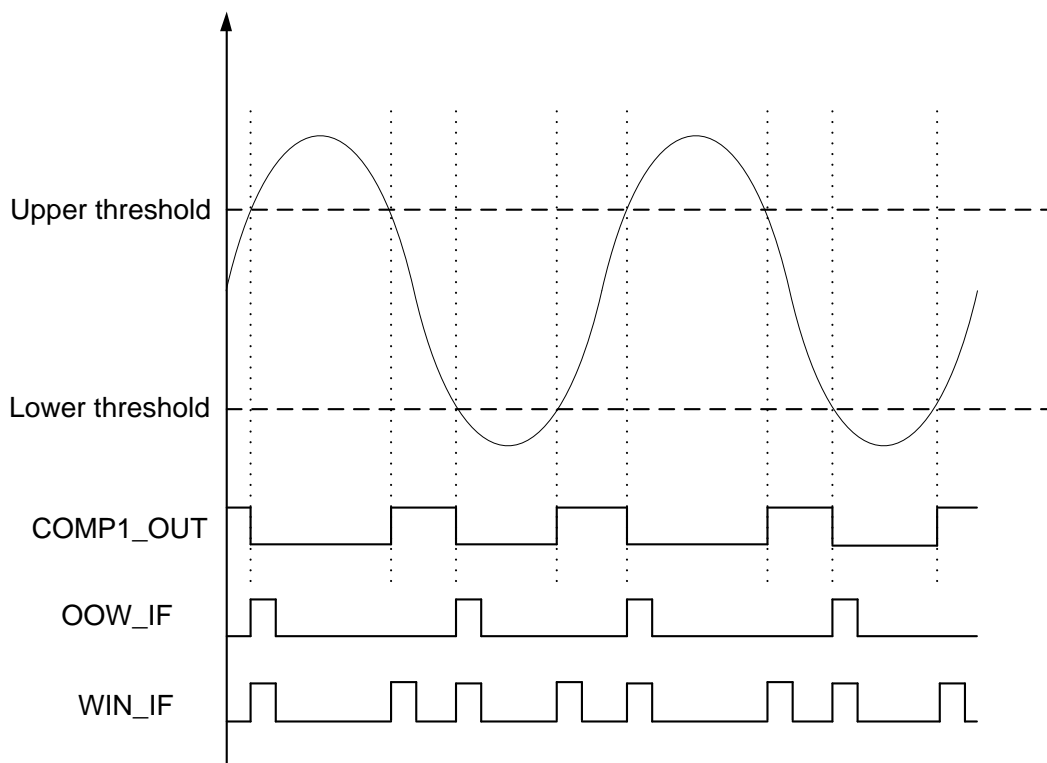 Upper threshold
Lower threshold
COMP1_OUT
OOW_IF
WIN_IF